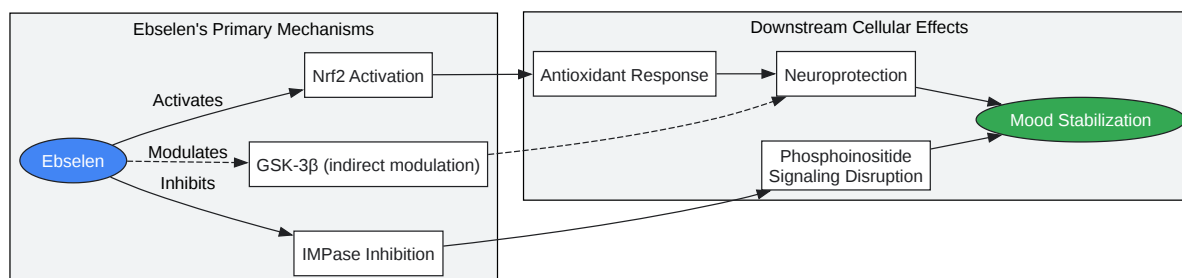 Ebselen's Primary Mechanisms
Downstream Cellular Effects
Nrf2 Activation
Antioxidant Response
Neuroprotection
Activates
Mood Stabilization
Ebselen
Modulates
GSK-3β (indirect modulation)
Phosphoinositide
Signaling Disruption
Inhibits
IMPase Inhibition